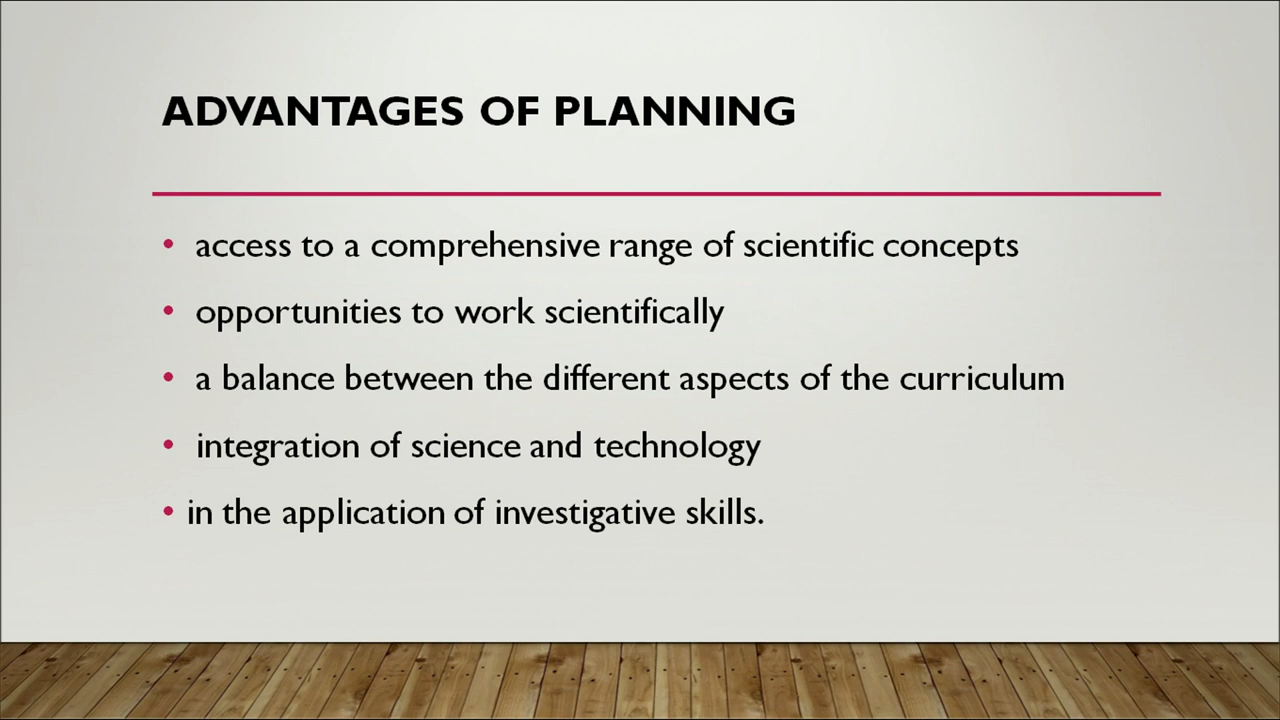 ADVANTAGES OF PLANNING
• access to a comprehensive range of scientific concepts
• opportunities to work scientifically
• a balance between the different aspects of the curriculum
• integration of science and technology
• in the application of investigative skills.